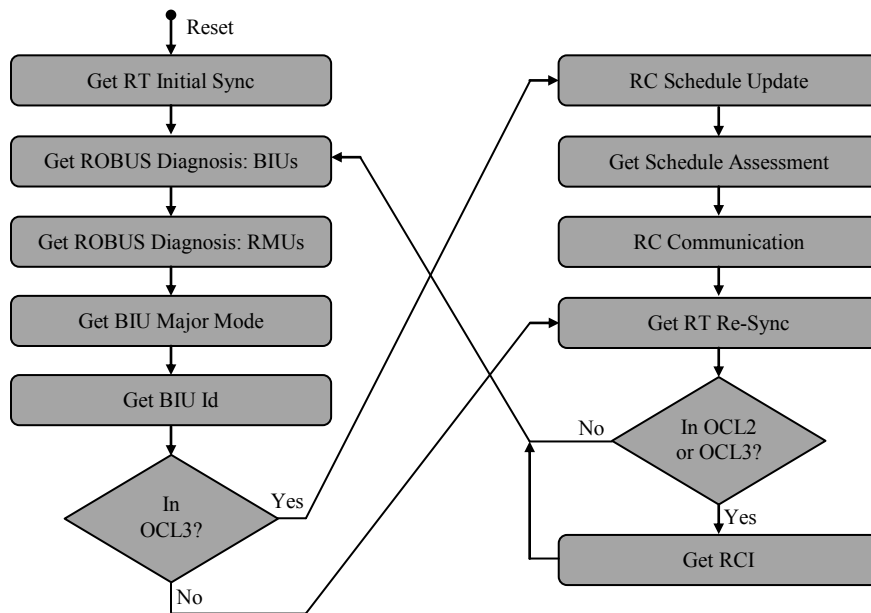 Reset
Get RT Initial Sync
Get ROBUS Diagnosis: BIUs
Get ROBUS Diagnosis: RMUs
Get BIU Major Mode
Get BIU Id
In
OCL3?
Yes
No
RC Schedule Update
Get Schedule Assessment
RC Communication
Get RT Re-Sync
In OCL2
or OCL3?
No
Yes
Get RCI